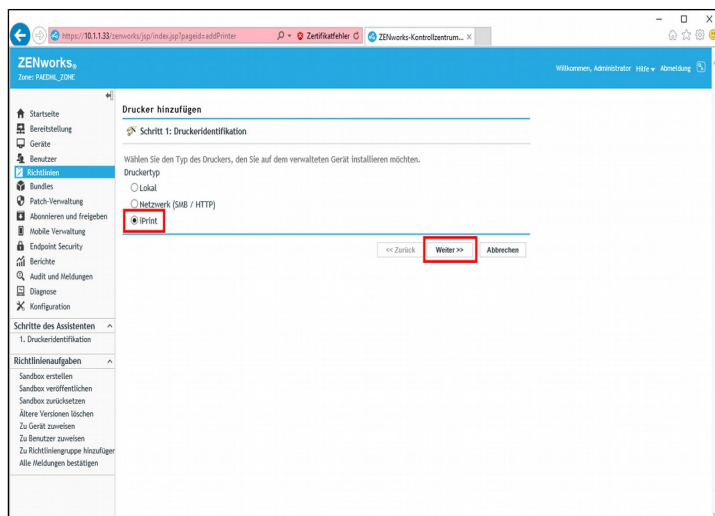 https://10.1.1.33/zenworks/jsp/index.jsp?pageid=addPrinter
Zertifikatfehler
ZENworks-Kontrollzentrum...
ZENworks®
Zone: PAEDML_ZONE
Willkommen, Administrator Hilfe Abmeldung
Startseite
Bereitstellung
Geräte
Benutzer
Richtlinien
Bundles
Patch-Verwaltung
Abonnieren und freigeben
Mobile Verwaltung
Endpoint Security
Berichte
Audit und Meldungen
Diagnose
Konfiguration
Schritte des Assistenten
1. Druckeridentifikation
Richtlinienaufgaben
Sandbox erstellen
Sandbox veröffentlichen
Sandbox zurücksetzen
Ältere Versionen löschen
Zu Gerät zuweisen
Zu Benutzer zuweisen
Zu Richtliniengruppe hinzufügen
Alle Meldungen bestätigen
Drucker hinzufügen
Schritt 1: Druckeridentifikation
Wählen Sie den Typ des Druckers, den Sie auf dem verwalteten Gerät installieren möchten.
Druckertyp
Lokal
Netzwerk (SMB / HTTP)
iPrint
<< Zurück Weiter >> Abbrechen